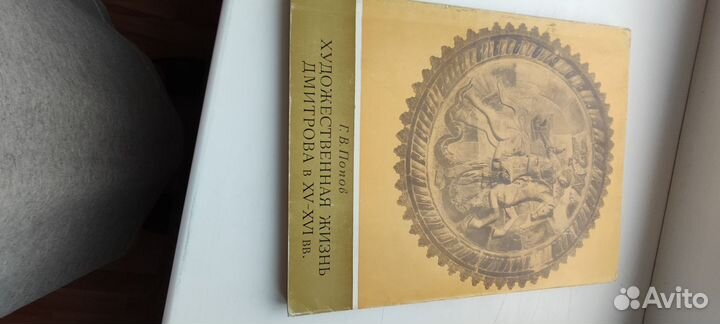 Г. В. Попов
ХУДОЖЕСТВЕННАЯ ЖИЗНЬ
ДМИТРОВА в XV–XVI вв.
Avito